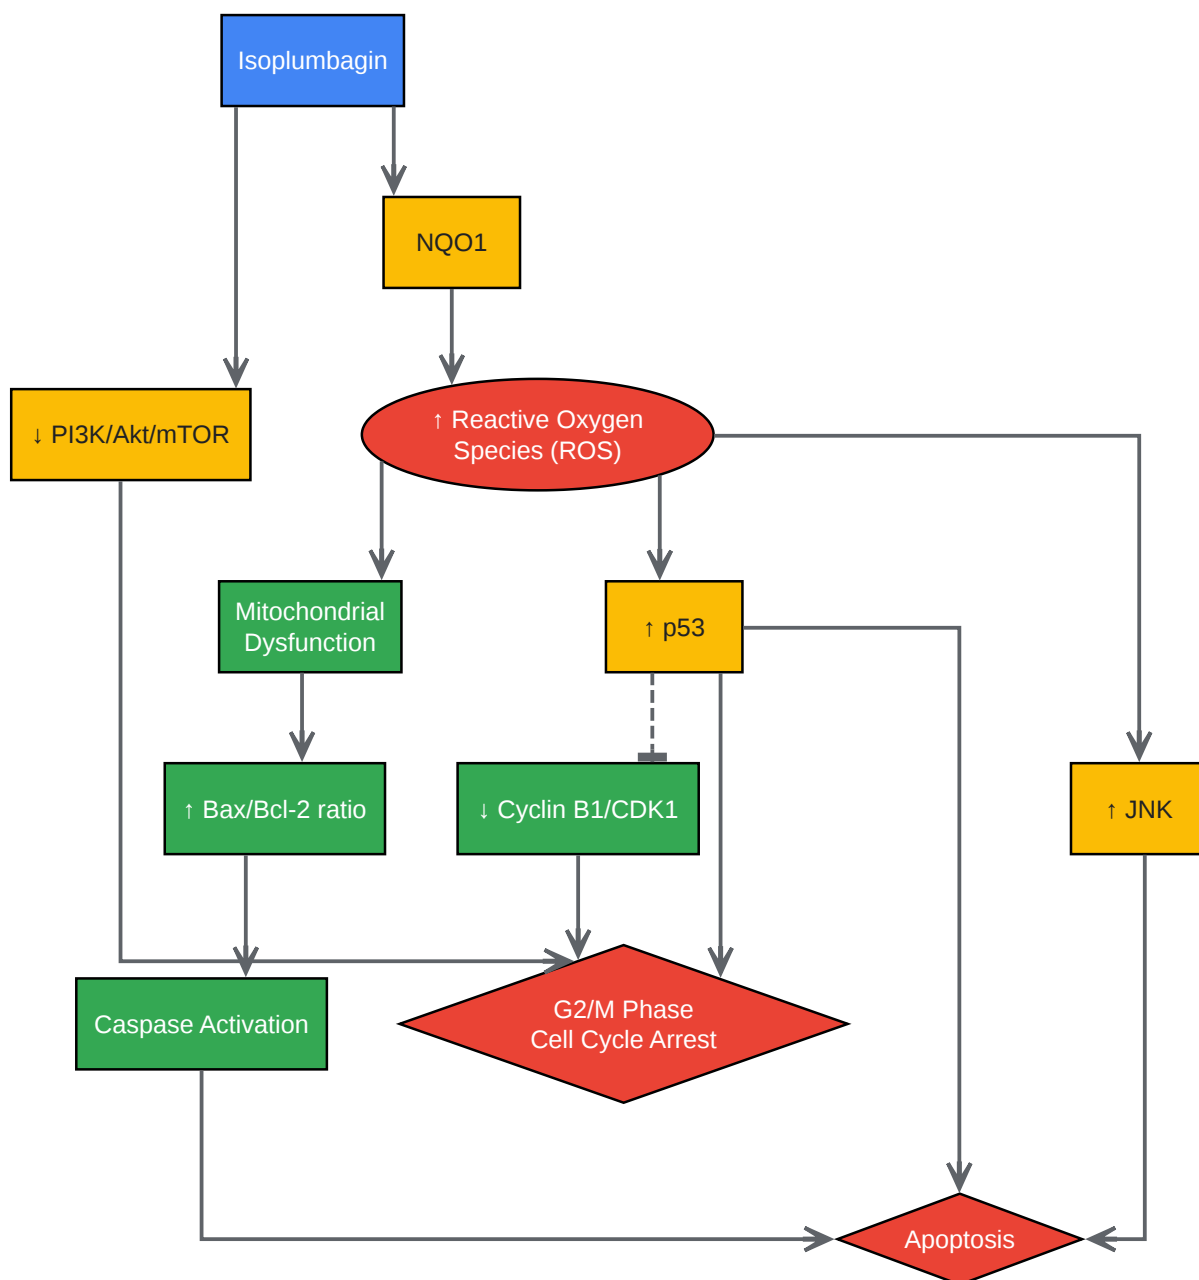 Isoplumbagin
NQO1
↓ PI3K/Akt/mTOR
↑ Reactive Oxygen
Species (ROS)
Mitochondrial
Dysfunction
↑ p53
↑ Bax/Bcl-2 ratio
↓ Cyclin B1/CDK1
↑ JNK
Caspase Activation
G2/M Phase
Cell Cycle Arrest
Apoptosis